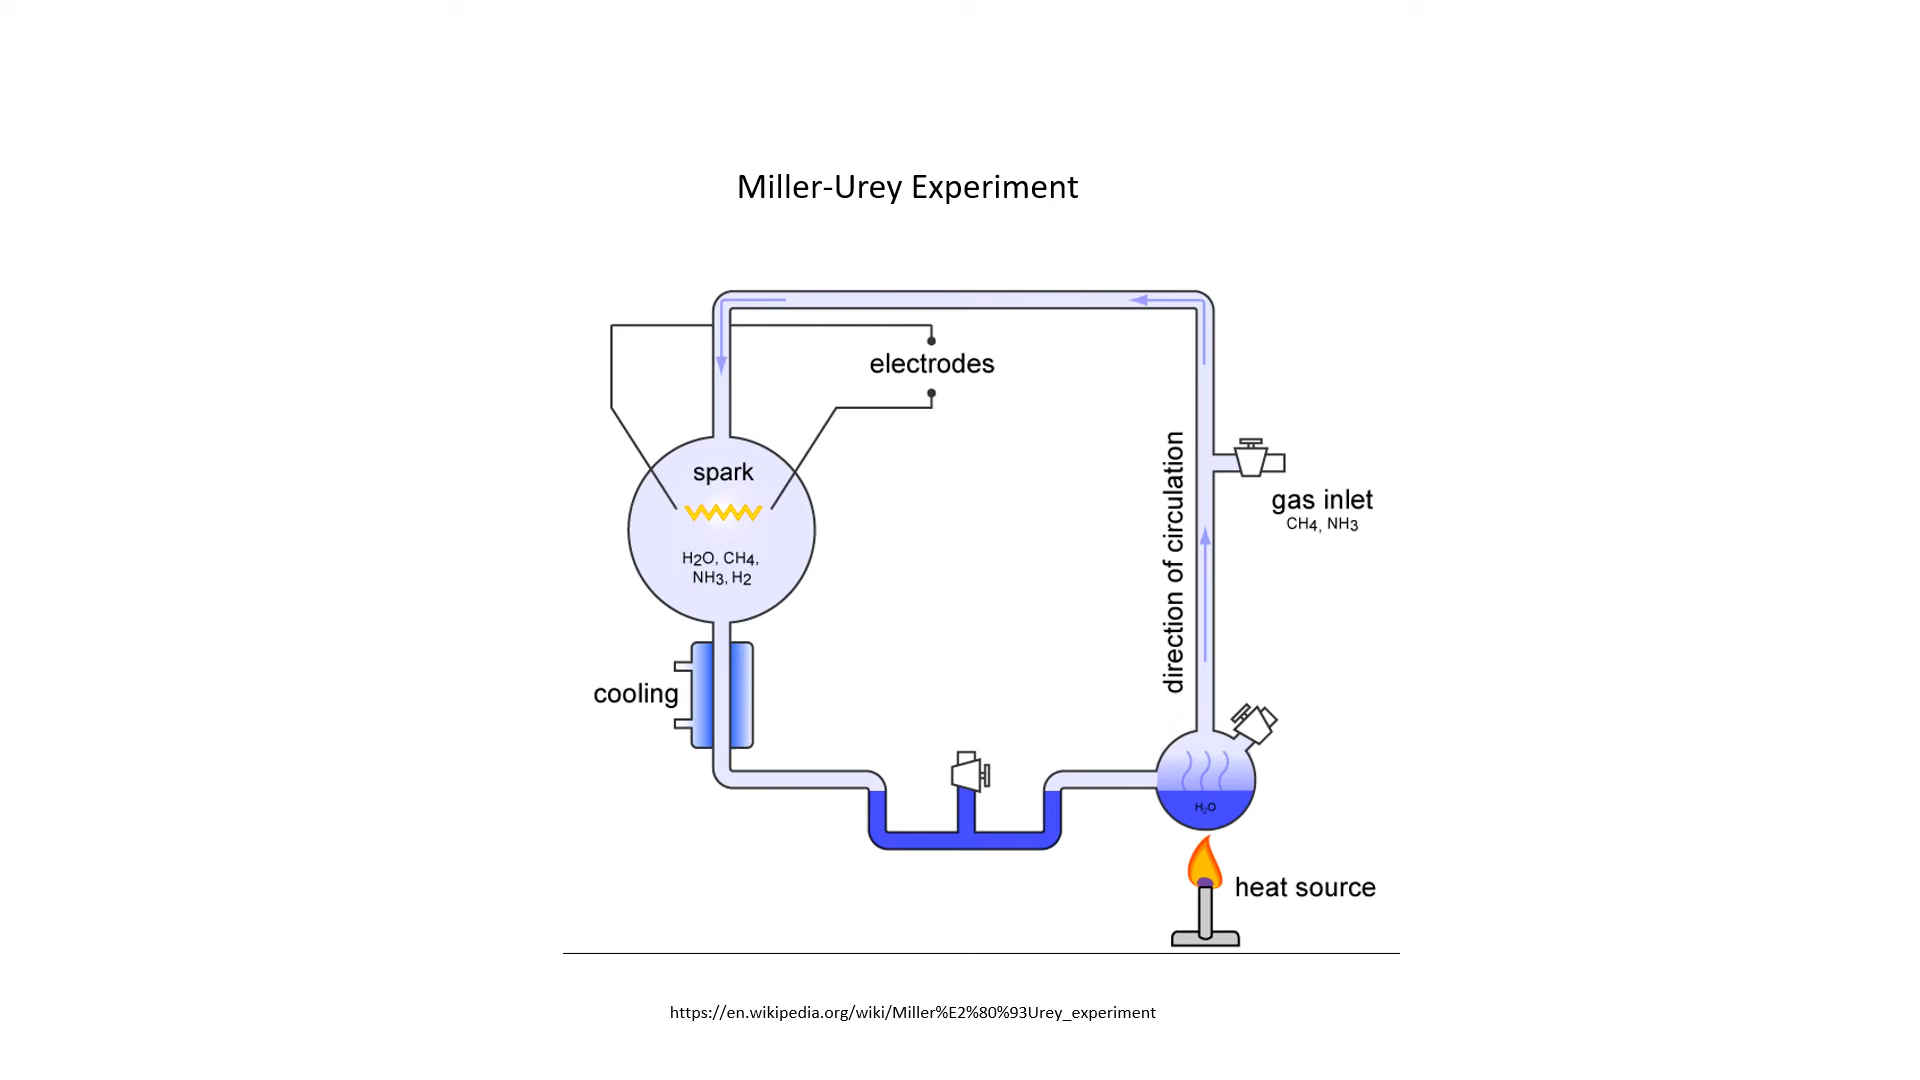 Miller-Urey Experiment
electrodes
spark
H2O, CH4,
NH3, H2
direction of circulation
gas inlet
CH4, NH3
cooling
H2O
heat source
https://en.wikipedia.org/wiki/Miller%E2%80%93Urey_experiment